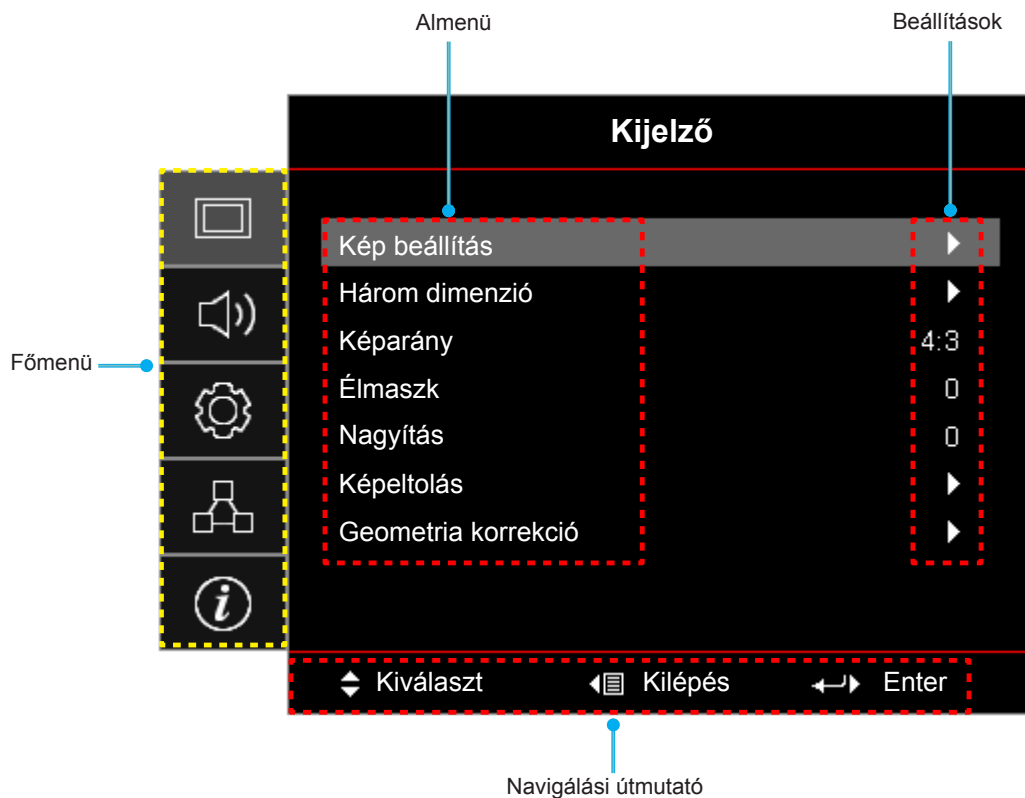 Almenü
Beállítások
Kijelző
Főmenü
Kép beállítás
Három dimenzió
Képarány 4:3
Élmaszk 0
Nagyítás 0
Képeltolás
Geometria korrekció
Kiválaszt Kilépés Enter
Navigálási útmutató